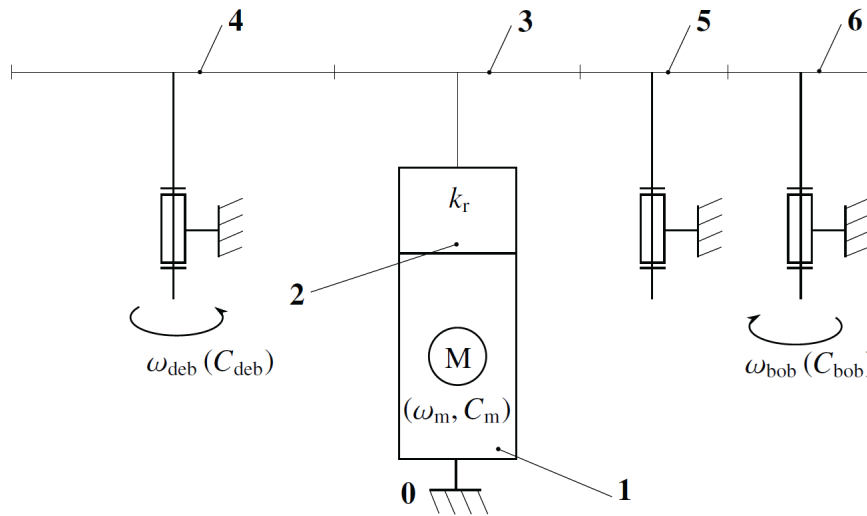 4 3 5 6
k_r
2
M
ω_deb (C_deb) ω_bob (C_bob)
(ω_m, C_m)
0 1